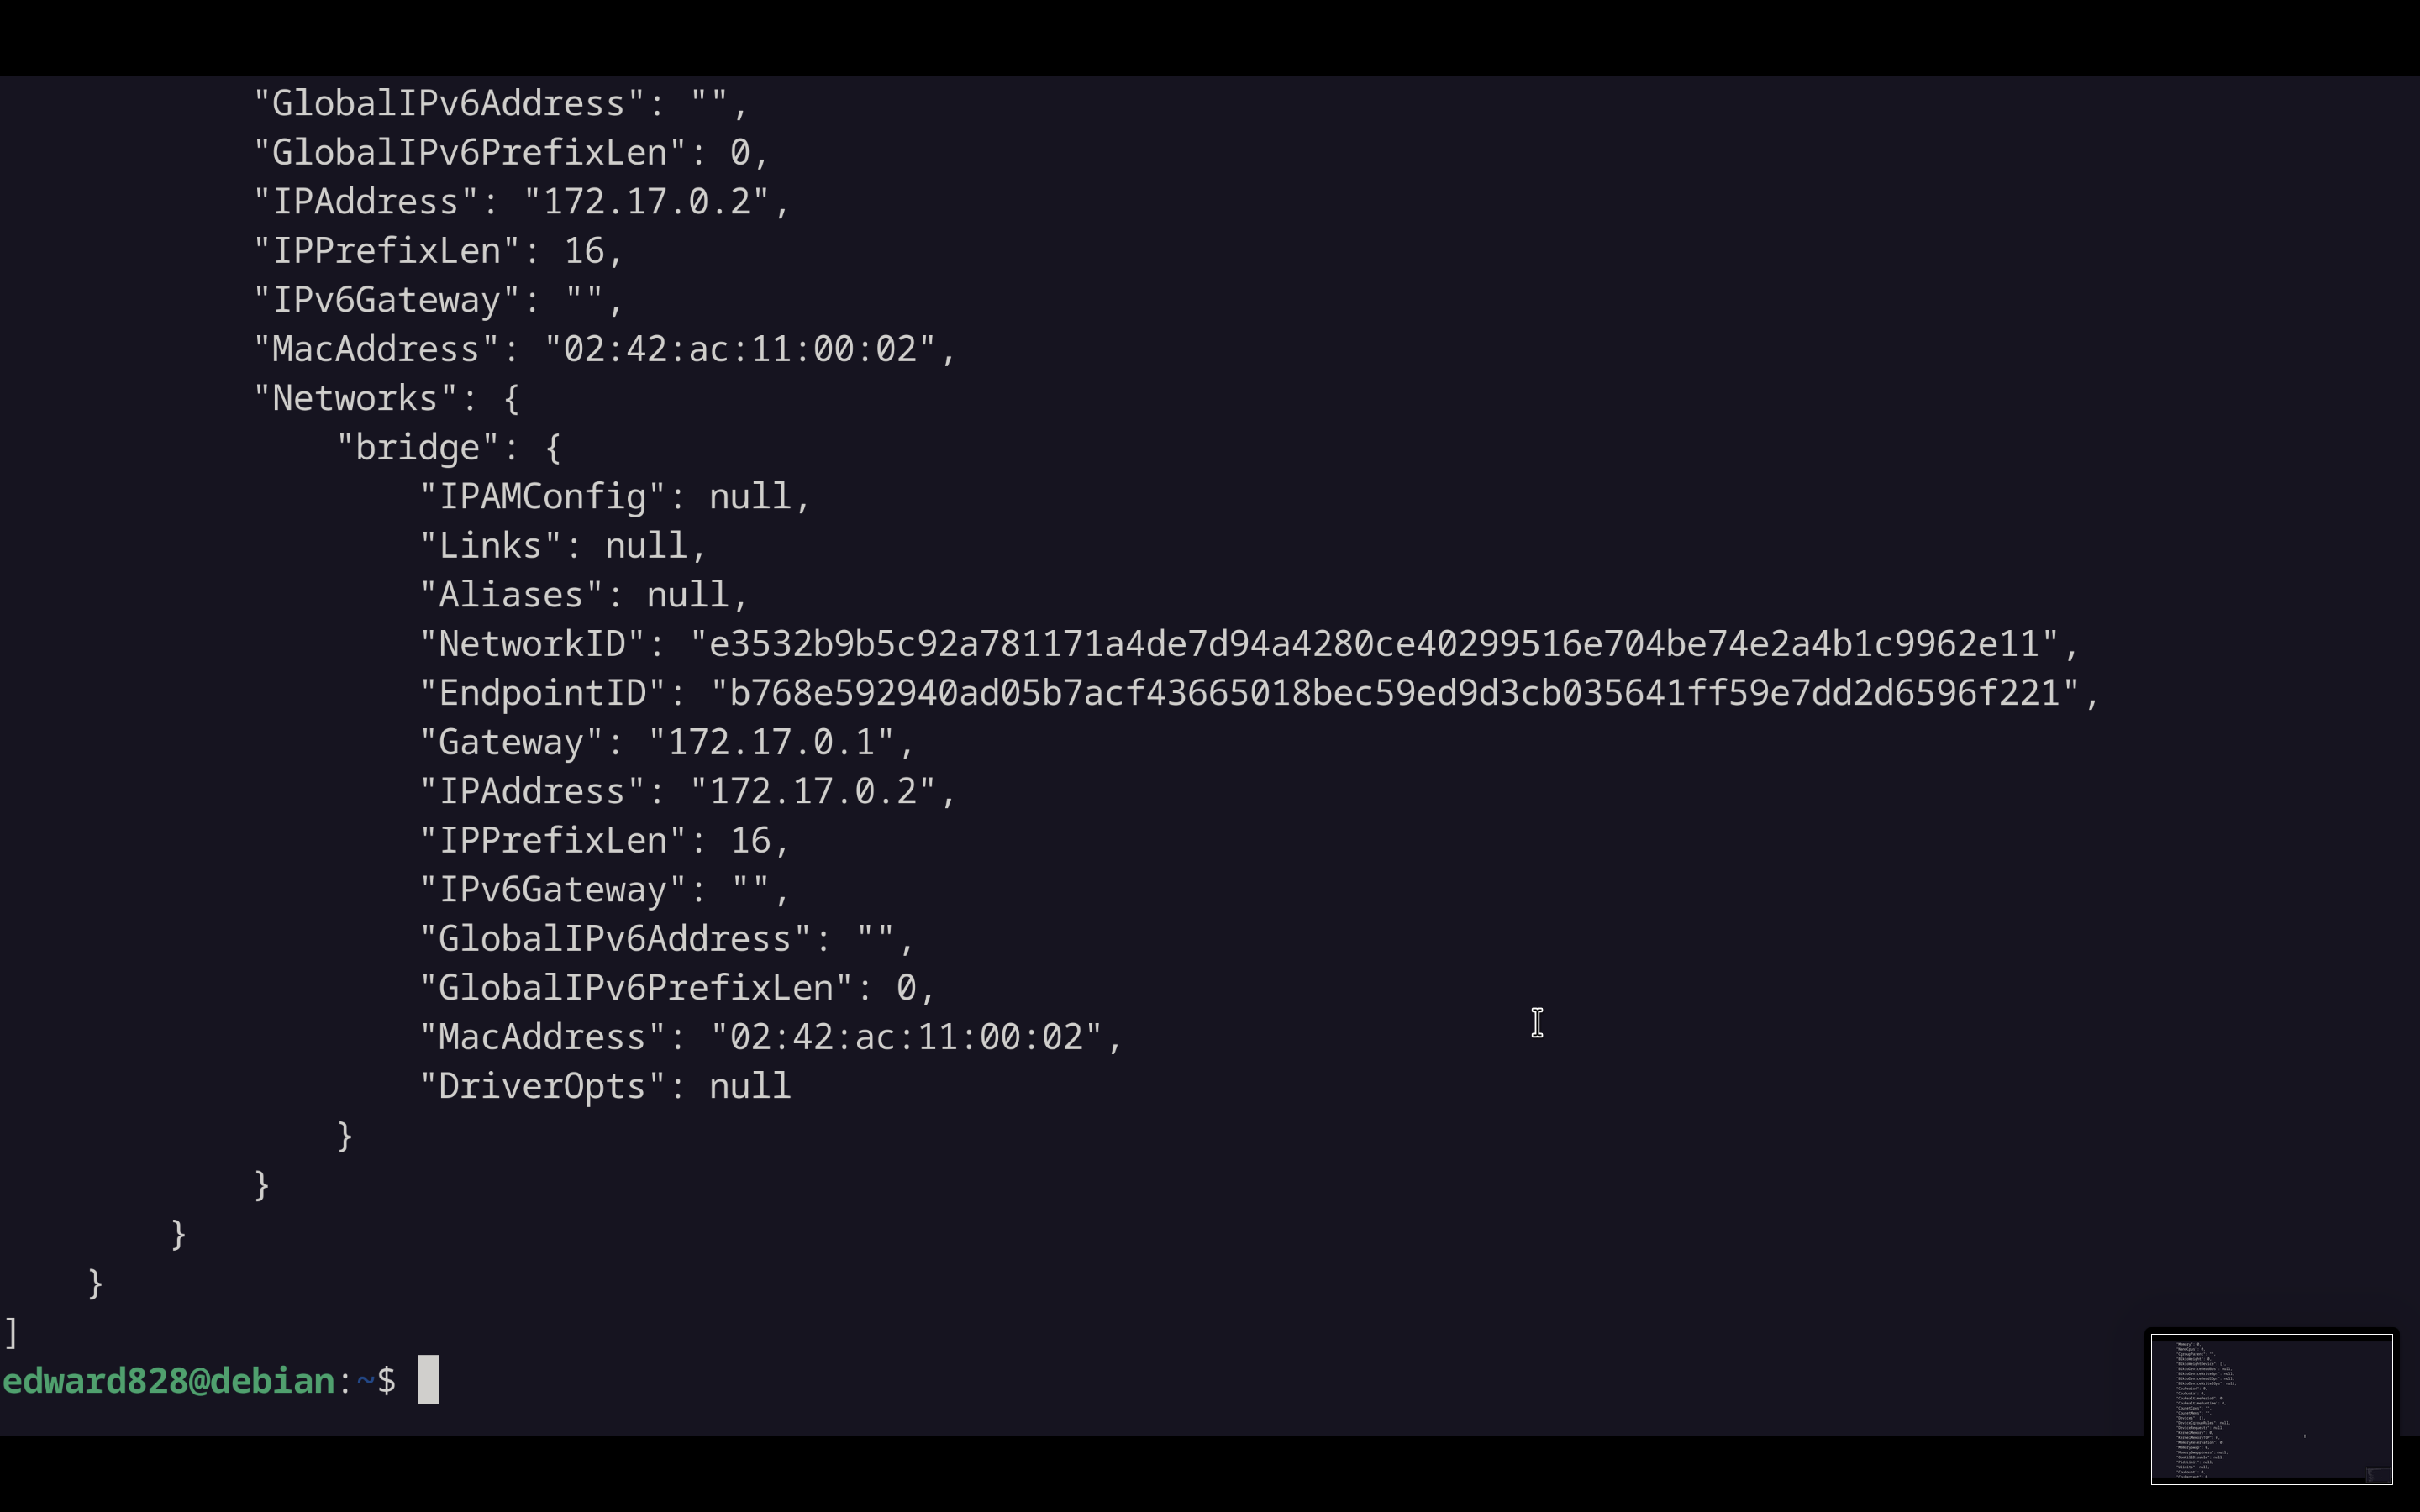 "GlobalIPv6Address": "",
"GlobalIPv6PrefixLen": 0,
"IPAddress": "172.17.0.2",
"IPPrefixLen": 16,
"IPv6Gateway": "",
"MacAddress": "02:42:ac:11:00:02",
"Networks": {
"bridge": {
"IPAMConfig": null,
"Links": null,
"Aliases": null,
"NetworkID": "e3532b9b5c92a781171a4de7d94a4280ce40299516e704be74e2a4b1c9962e11",
"EndpointID": "b768e592940ad05b7acf43665018bec59ed9d3cb035641ff59e7dd2d6596f221",
"Gateway": "172.17.0.1",
"IPAddress": "172.17.0.2",
"IPPrefixLen": 16,
"IPv6Gateway": "",
"GlobalIPv6Address": "",
"GlobalIPv6PrefixLen": 0,
"MacAddress": "02:42:ac:11:00:02",
"DriverOpts": null
}
}
}
}
]
edward828@debian:~$